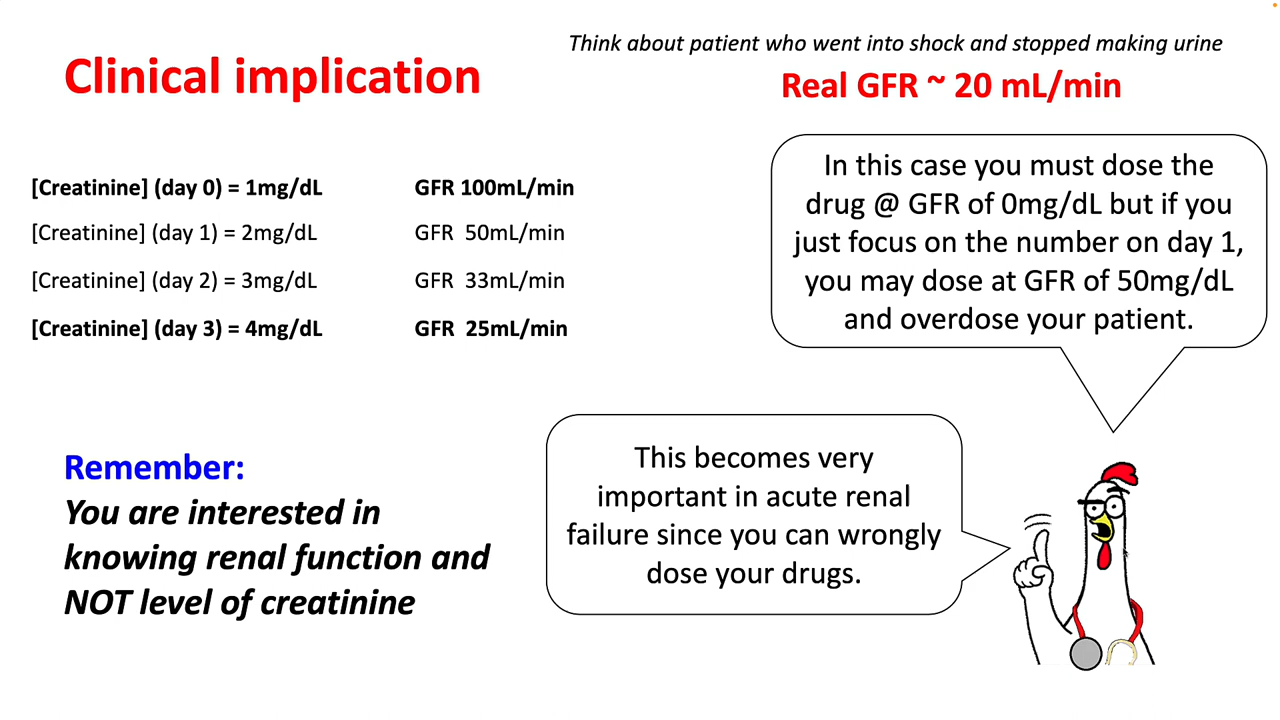 Think about patient who went into shock and stopped making urine
Clinical implication
Real GFR ~ 20 mL/min
[Creatinine] (day 0) = 1mg/dL GFR 100mL/min
[Creatinine] (day 1) = 2mg/dL GFR 50mL/min
[Creatinine] (day 2) = 3mg/dL GFR 33mL/min
[Creatinine] (day 3) = 4mg/dL GFR 25mL/min
In this case you must dose the
drug @ GFR of 0mg/dL but if you
just focus on the number on day 1,
you may dose at GFR of 50mg/dL
and overdose your patient.
Remember:
You are interested in
knowing renal function and
NOT level of creatinine
This becomes very
important in acute renal
failure since you can wrongly
dose your drugs.